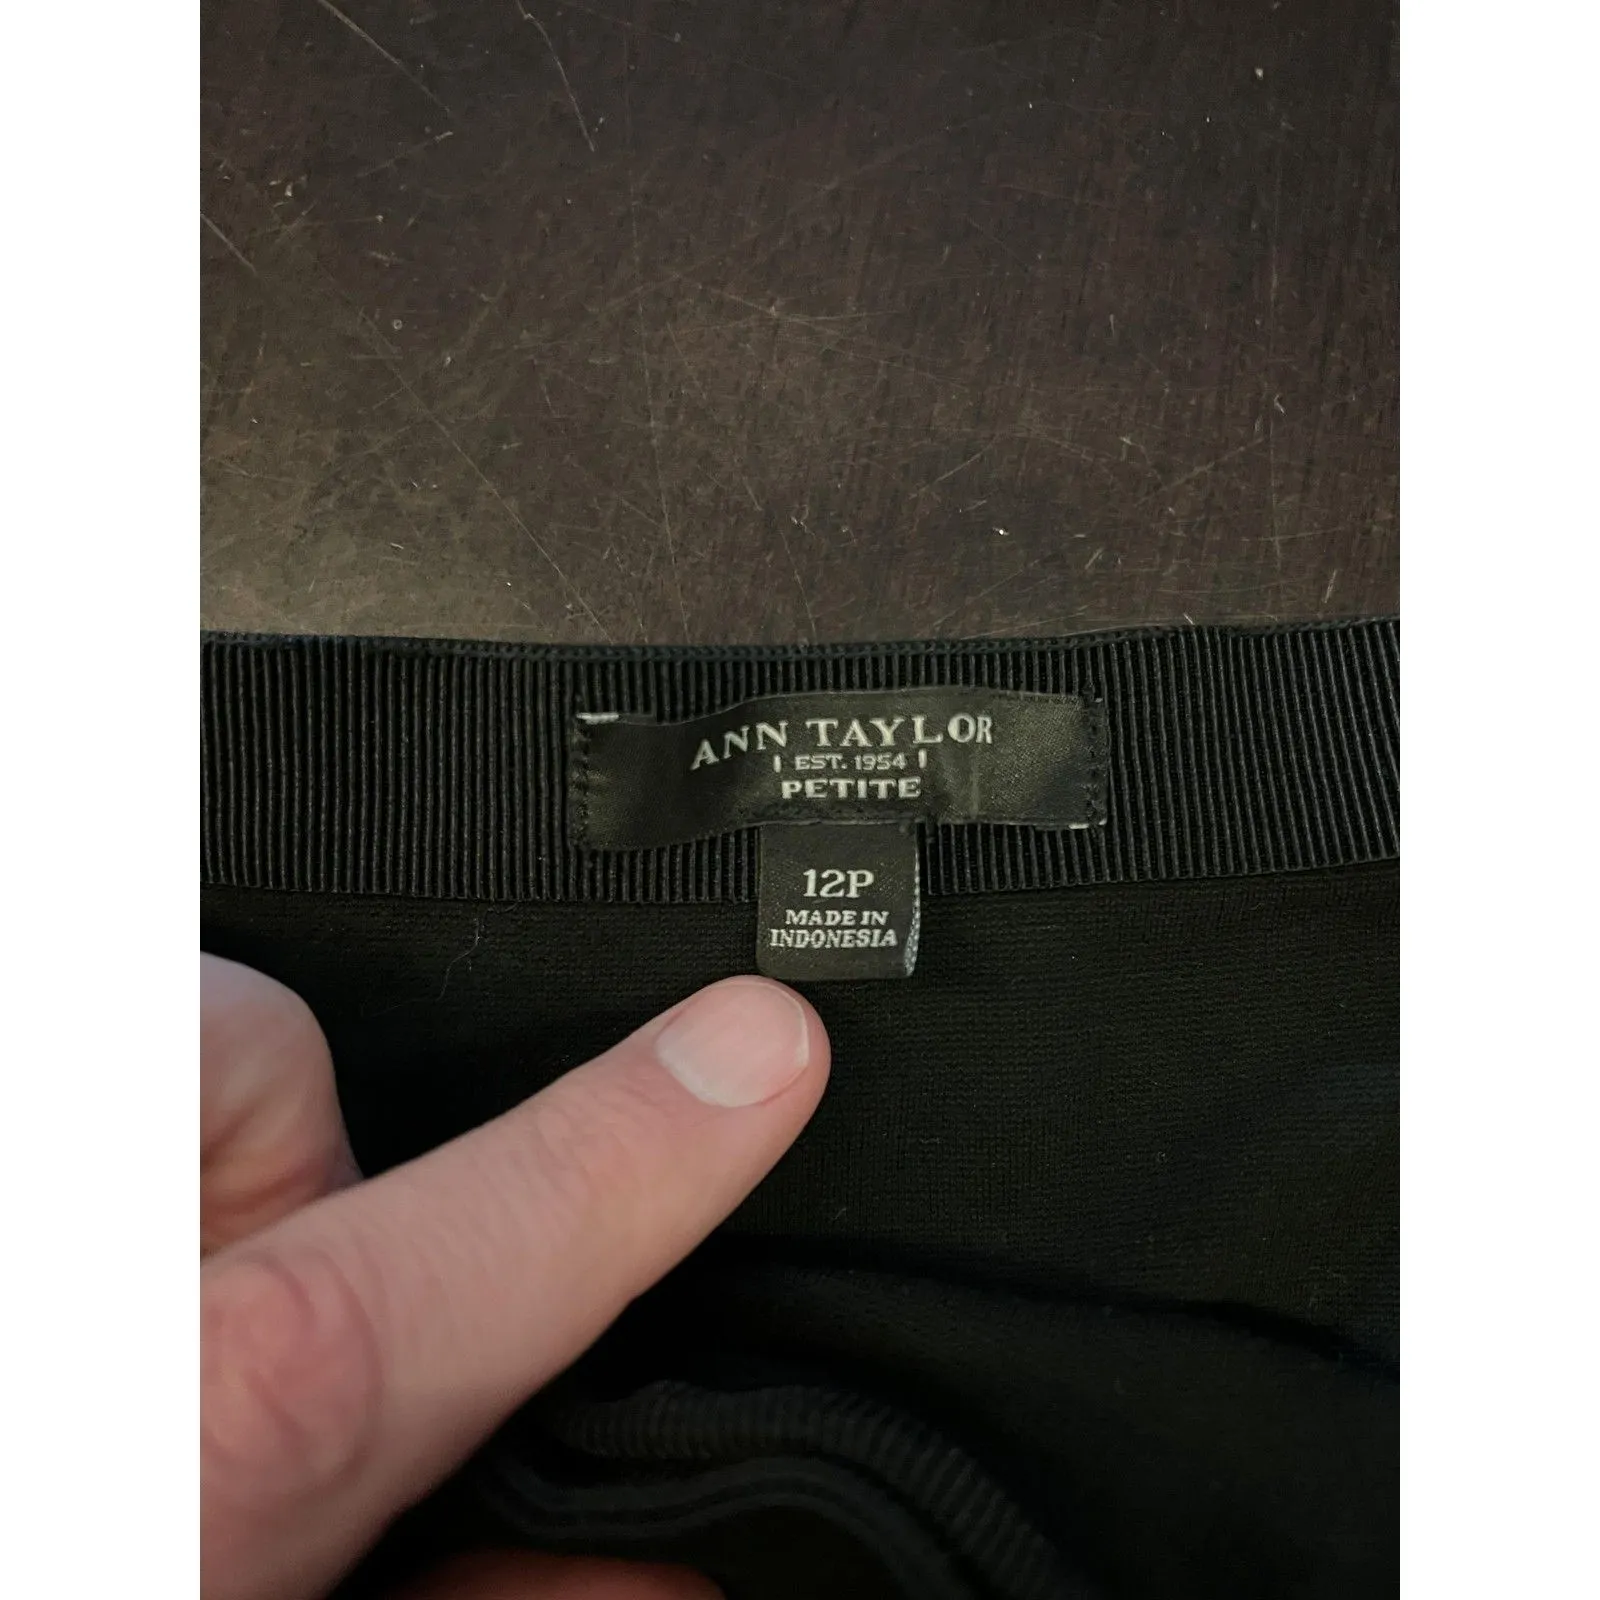 ANN TAYLOR
EST. 1954
PETITE
12P
MADE IN
INDONESIA